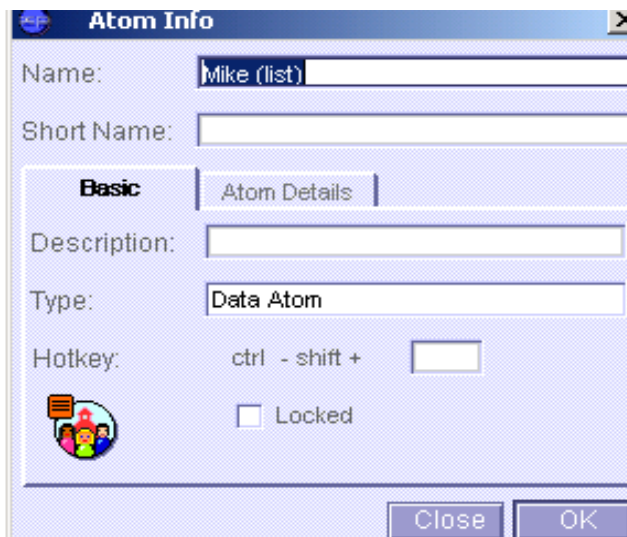 Atom Info
Name: Mike (list)
Short Name:
Basic Atom Details
Description:
Type: Data Atom
Hotkey: ctrl - shift +
Locked
Close OK